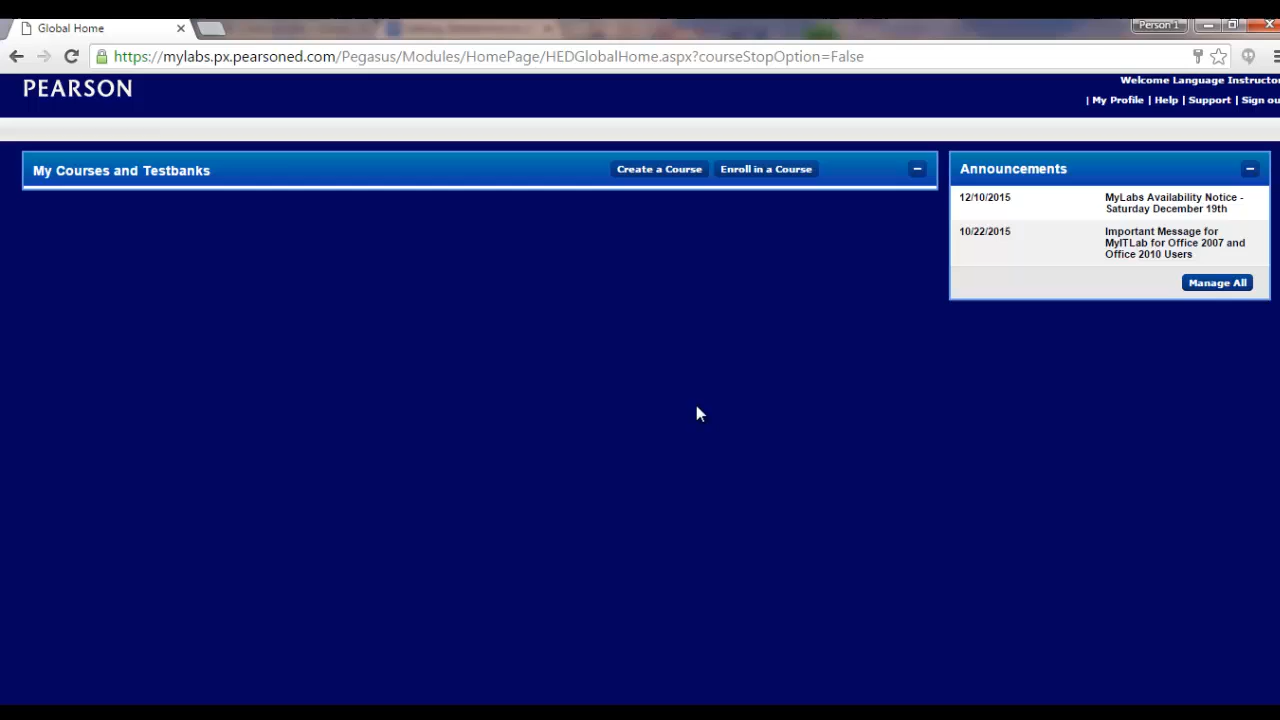 Global Home
Person 1
https://mylabs.px.pearsoned.com/Pegasus/Modules/HomePage/HEDGlobalHome.aspx?courseStopOption=False
PEARSON
Welcome Language Instructo
| My Profile | Help | Support | Sign ou
My Courses and Testbanks
Create a Course
Enroll in a Course
Announcements
12/10/2015
MyLabs Availability Notice -
Saturday December 19th
10/22/2015
Important Message for
MyITLab for Office 2007 and
Office 2010 Users
Manage All